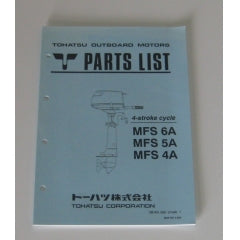 TOHATSU OUTBOARD MOTORS
PARTS LIST
4-stroke cycle
MFS 6A
MFS 5A
MFS 4A
トーハツ株式会社
TOHATSU CORPORATION